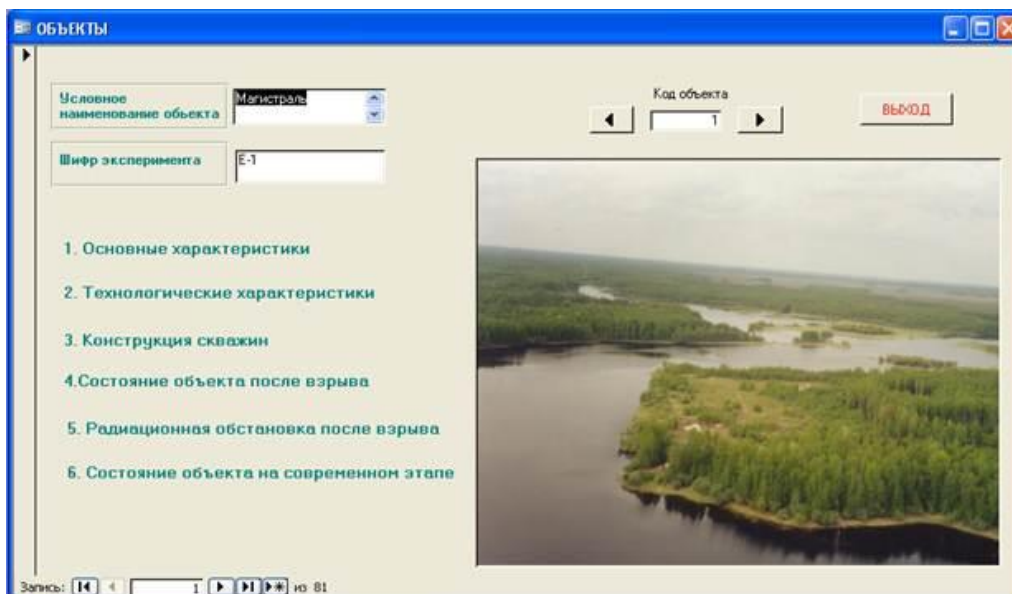 ОБЪЕКТЫ
Условное
наименование объекта
Магистраль
Код объекта
1
ВЫХОД
Шифр эксперимента
Е-1
1. Основные характеристики
2. Технологические характеристики
3. Конструкция скважин
4.Состояние объекта после взрыва
5. Радиационная обстановка после взрыва
6. Состояние объекта на современном этапе
Запись: 1 из 81